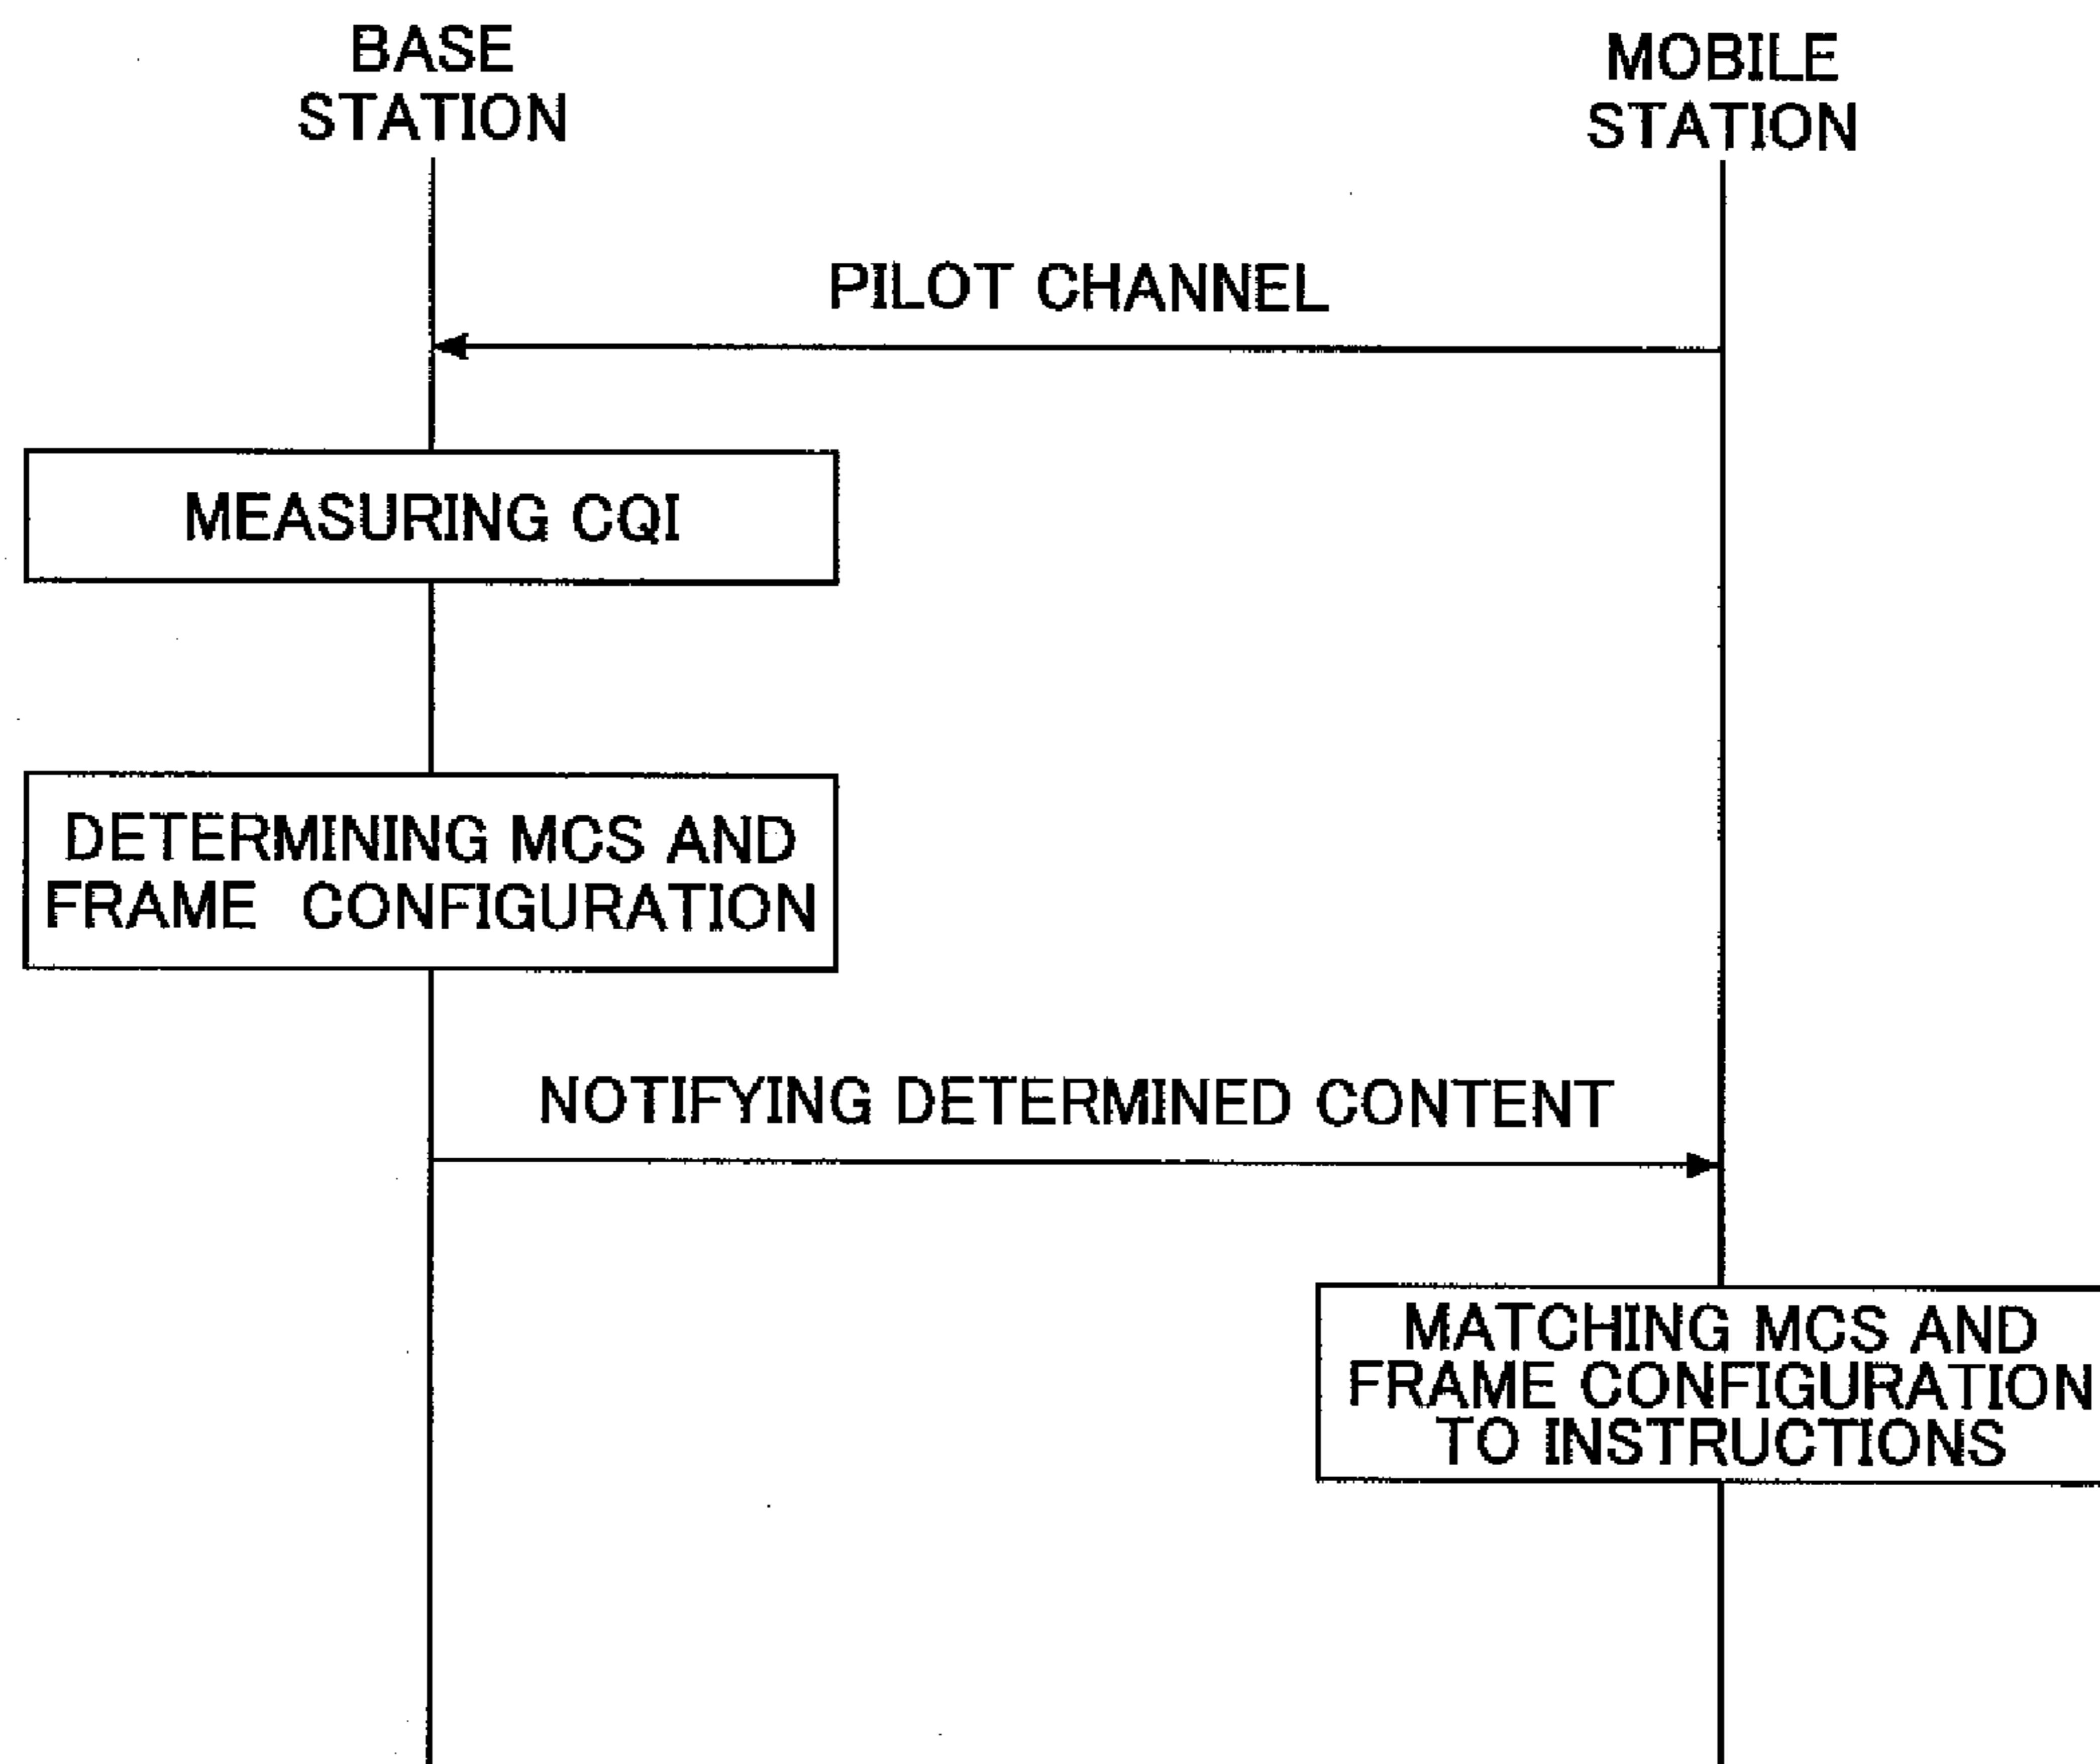 BASE
STATION
MOBILE
STATION
PILOT CHANNEL
MEASURING CQI
DETERMINING MCS AND
FRAME CONFIGURATION
NOTIFYING DETERMINED CONTENT
MATCHING MCS AND
FRAME CONFIGURATION
TO INSTRUCTIONS